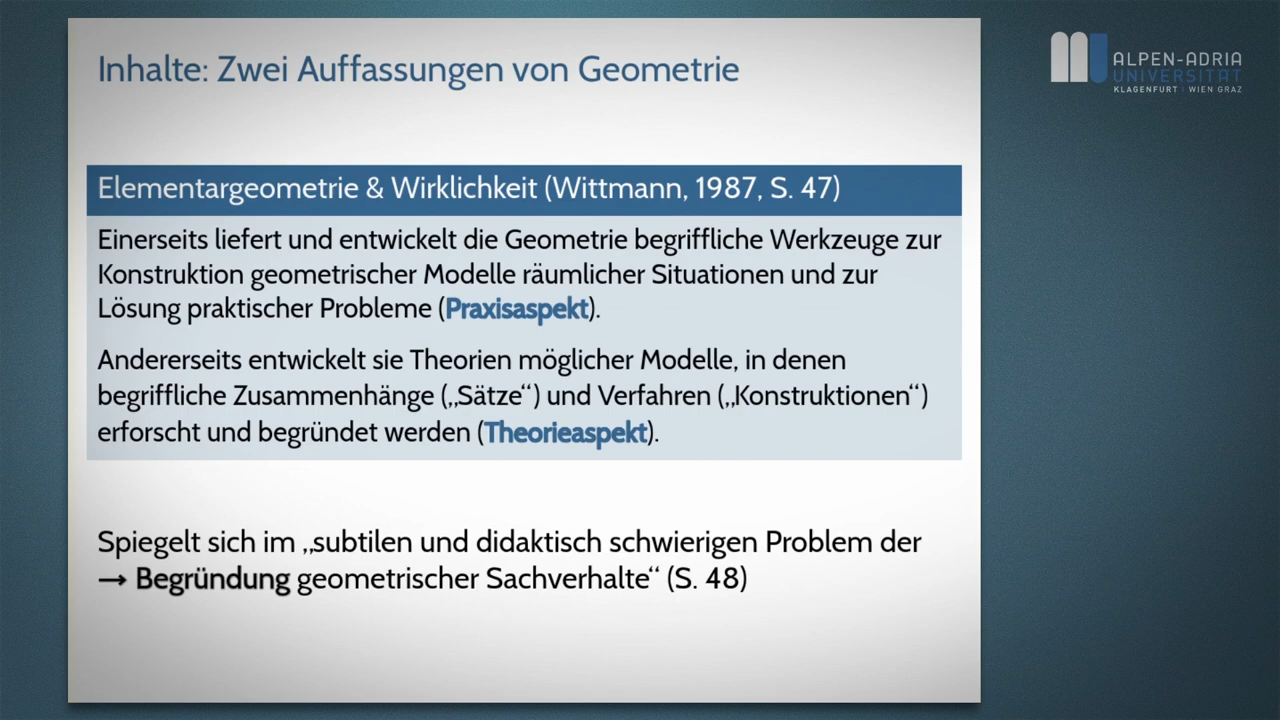 Inhalte: Zwei Auffassungen von Geometrie
ALPEN-ADRIA
UNIVERSITÄT
KLAGENFURT | WIEN GRAZ
Elementargeometrie & Wirklichkeit (Wittmann, 1987, S. 47)
Einerseits liefert und entwickelt die Geometrie begriffliche Werkzeuge zur
Konstruktion geometrischer Modelle räumlicher Situationen und zur
Lösung praktischer Probleme (Praxisaspekt).
Andererseits entwickelt sie Theorien möglicher Modelle, in denen
begriffliche Zusammenhänge („Sätze“) und Verfahren („Konstruktionen“)
erforscht und begründet werden (Theorieaspekt).
Spiegelt sich im „subtilen und didaktisch schwierigen Problem der
→ Begründung geometrischer Sachverhalte“ (S. 48)